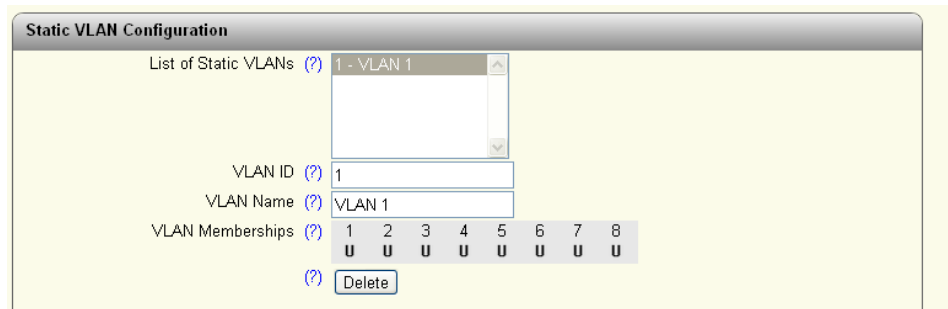 Static VLAN Configuration
List of Static VLANs (?) 1 - VLAN 1
VLAN ID (?) 1
VLAN Name (?) VLAN 1
VLAN Memberships (?) 1 2 3 4 5 6 7 8
U U U U U U U U
(?) Delete